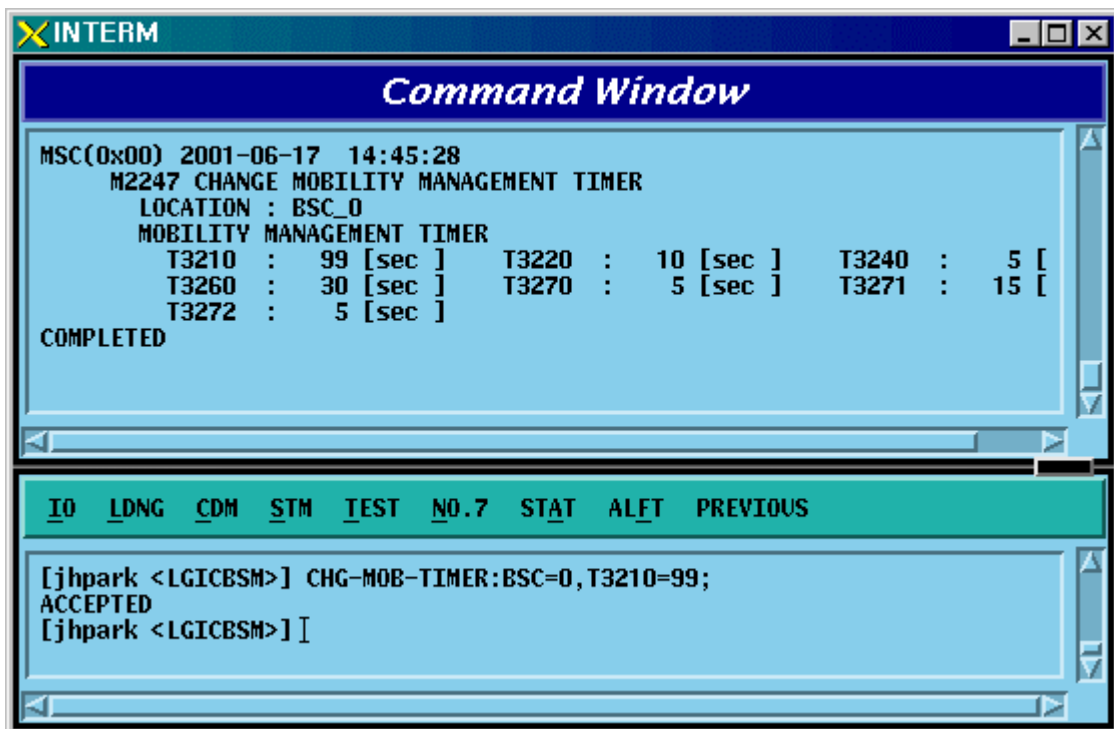 INTERM
Command Window
MSC(0x00) 2001-06-17 14:45:28
M2247 CHANGE MOBILITY MANAGEMENT TIMER
LOCATION : BSC_0
MOBILITY MANAGEMENT TIMER
T3210 : 99 [sec ] T3220 : 10 [sec ] T3240 : 5 [
T3260 : 30 [sec ] T3270 : 5 [sec ] T3271 : 15 [
T3272 : 5 [sec ]
COMPLETED
IO LDNG CDM STM TEST NO.7 STAT ALFT PREVIOUS
[jhpark <LGICBSM>] CHG-MOB-TIMER:BSC=0,T3210=99;
ACCEPTED
[jhpark <LGICBSM>]